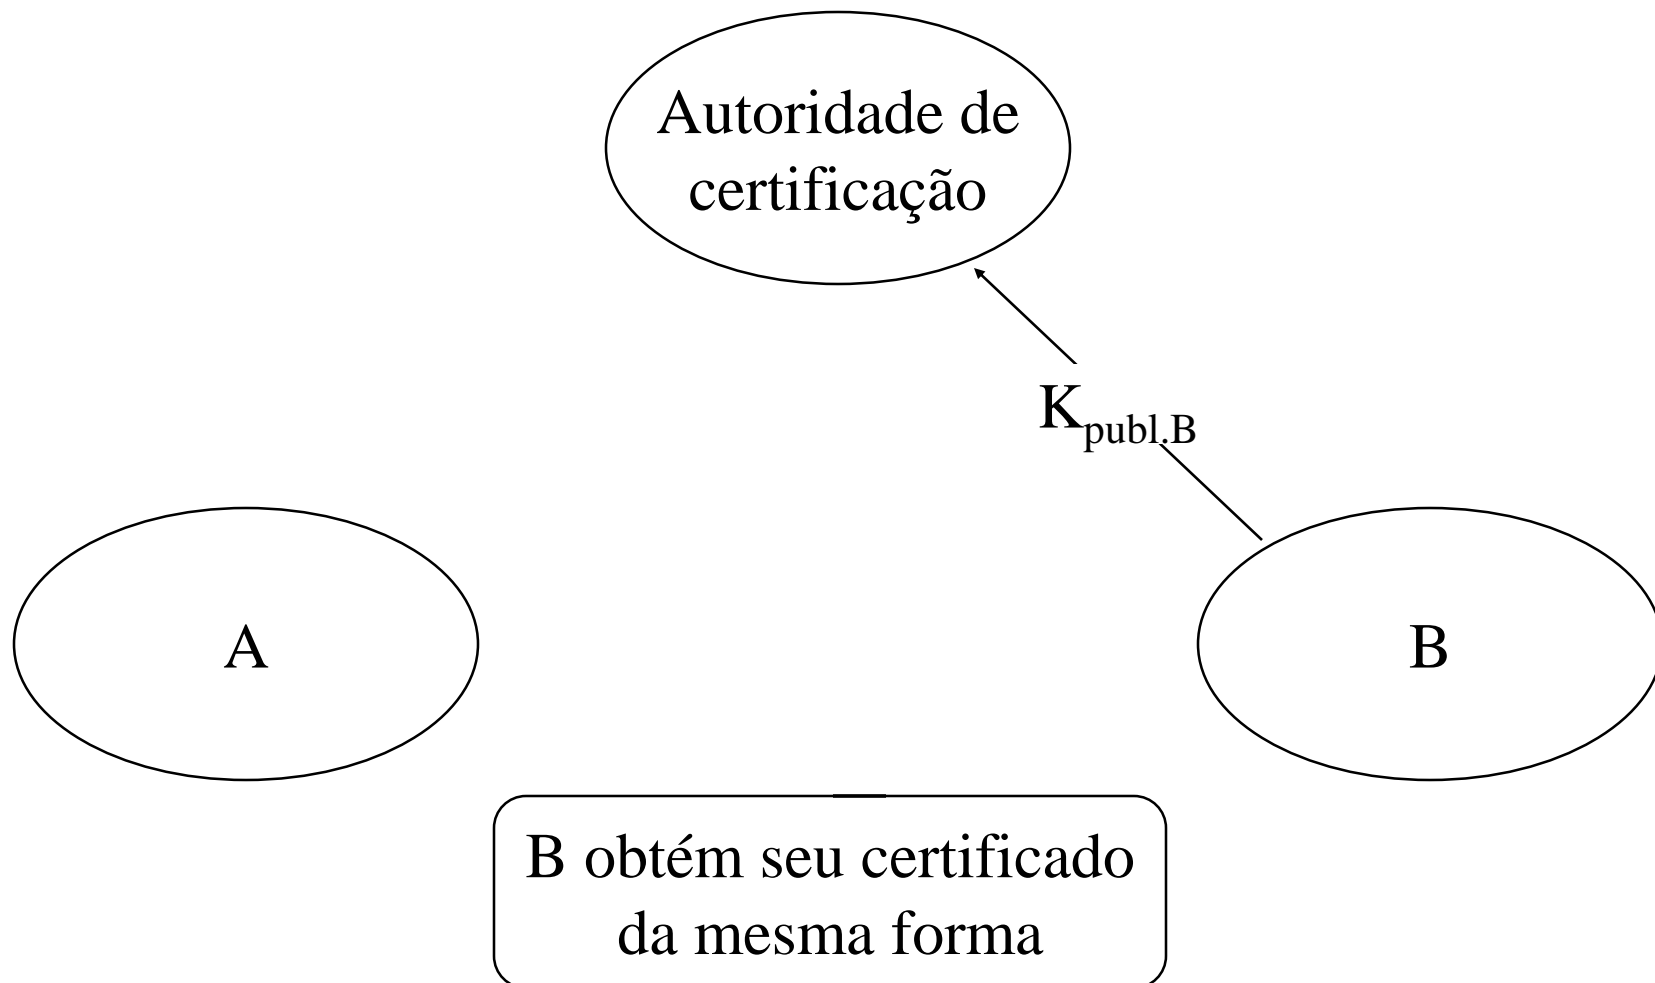 Autoridade de
certificação
K_publ.B
A
B
B obtém seu certificado
da mesma forma